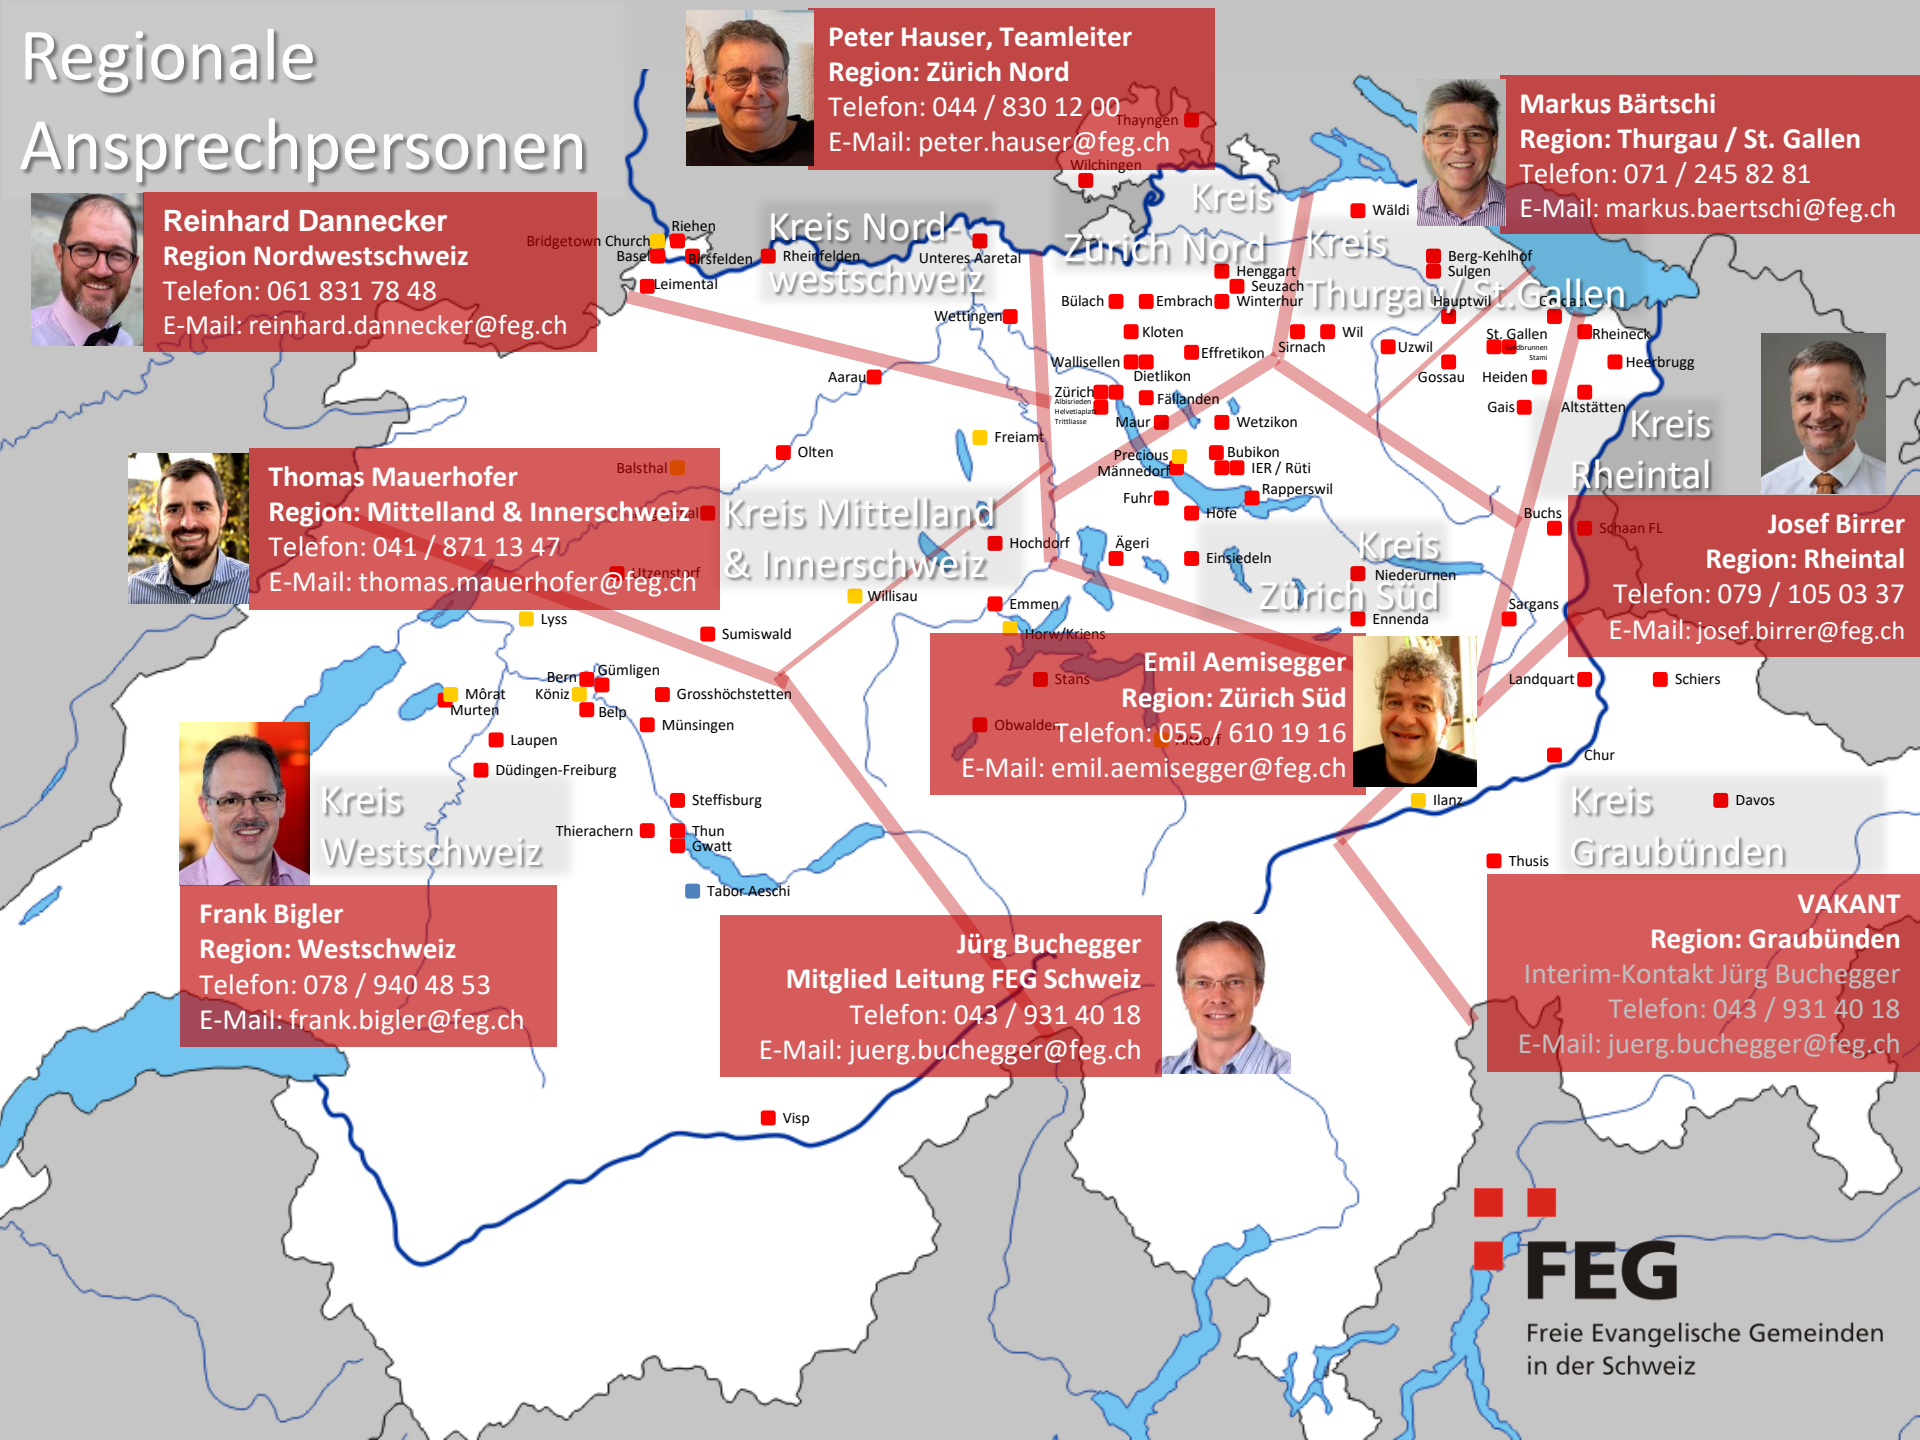 Regionale
Ansprechpersonen
Peter Hauser, Teamleiter
Region: Zürich Nord
Telefon: 044 / 830 12 00
E-Mail: peter.hauser@feg.ch
Markus Bärtschi
Region: Thurgau / St. Gallen
Telefon: 071 / 245 82 81
E-Mail: markus.baertschi@feg.ch
Reinhard Dannecker
Region Nordwestschweiz
Telefon: 061 831 78 48
E-Mail: reinhard.dannecker@feg.ch
Thayngen
Wilchingen
Kreis Nord-
westschweiz
Kreis
Zürich Nord
Kreis
Thurgau/ St.Gallen
Wäldi
Riehen
Bridgetown Church
Basel
Birsfelden
Rheinfelden
Unteres Aaretal
Leimental
Henggart
Seuzach
Bülach
Embrach
Winterhur
Berg-Kehlhof
Sulgen
Hauptwil
Wettingen
Kloten
Sirnach
Wil
Uzwil
St. Gallen
Stami
Rheineck
Wallisellen
Effretikon
Dietlikon
Gossau
Heiden
Heerbrugg
Aarau
Zürich
Albisrieden
Helvetiaplatz
Trittliasse
Fällanden
Gais
Altstätten
Maur
Wetzikon
Kreis
Rheintal
Freiamt
Olten
Balsthal
Precious
Männedorf
Bubikon
IER / Rüti
Rapperswil
Fuhr
Höfe
Thomas Mauerhofer
Region: Mittelland & Innerschweiz
Telefon: 041 / 871 13 47
E-Mail: thomas.mauerhofer@feg.ch
Utzenstorf
Kreis Mittelland
& Innerschweiz
Hochdorf
Ägeri
Einsiedeln
Kreis
Zürich Süd
Niederurnen
Ennenda
Buchs
Schaan FL
Josef Birrer
Region: Rheintal
Telefon: 079 / 105 03 37
E-Mail: josef.birrer@feg.ch
Willisau
Emmen
Horw/Kriens
Sargans
Lyss
Sumiswald
Emil Aemisegger
Region: Zürich Süd
Telefon: 055 / 610 19 16
E-Mail: emil.aemisegger@feg.ch
Stans
Obwalden
Altdorf
Landquart
Schiers
Bern
Gümligen
Köniz
Belp
Grosshöchstetten
Münsingen
Môrat
Murten
Laupen
Düdingen-Freiburg
Chur
Ilanz
Davos
Thusis
Kreis
Graubünden
Kreis
Westschweiz
Steffisburg
Thierachern
Thun
Gwatt
Tabor Aeschi
Frank Bigler
Region: Westschweiz
Telefon: 078 / 940 48 53
E-Mail: frank.bigler@feg.ch
Jürg Buchegger
Mitglied Leitung FEG Schweiz
Telefon: 043 / 931 40 18
E-Mail: juerg.buchegger@feg.ch
VAKANT
Region: Graubünden
Interim-Kontakt Jürg Buchegger
Telefon: 043 / 931 40 18
E-Mail: juerg.buchegger@feg.ch
Visp
FEG
Freie Evangelische Gemeinden
in der Schweiz